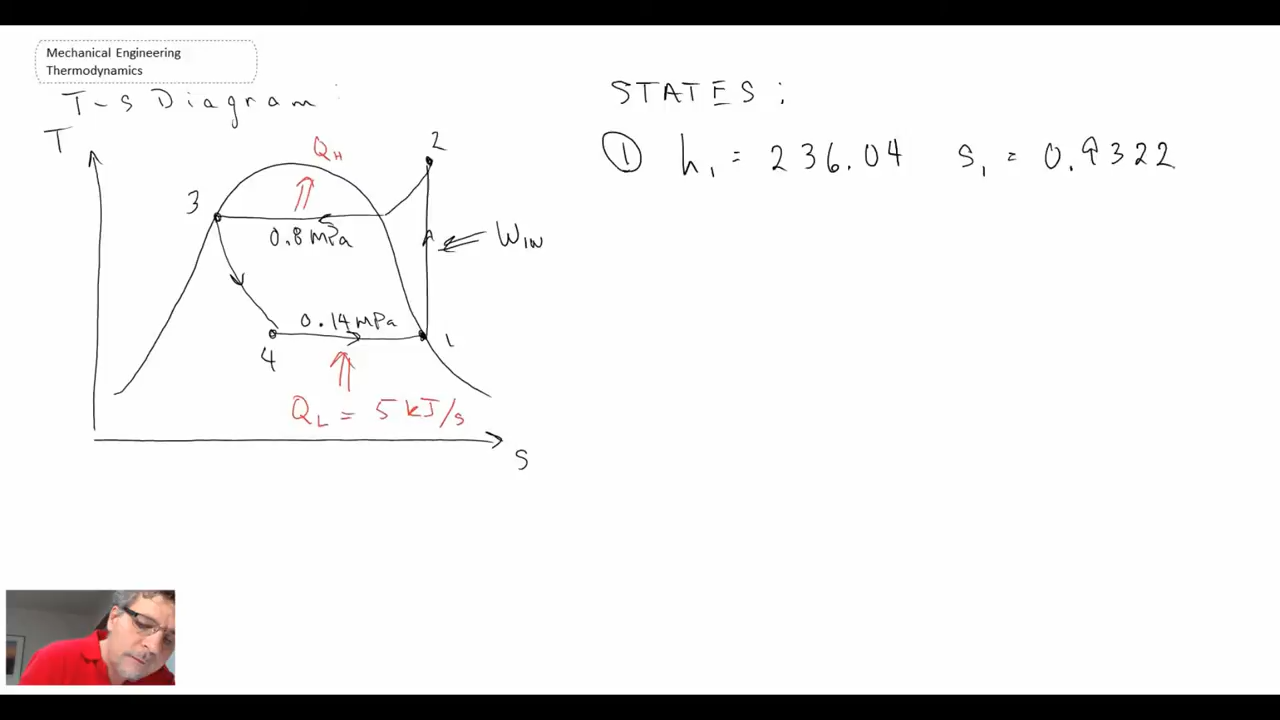 Mechanical Engineering
Thermodynamics
T-s Diagram:
STATES:
T
2
QH
① h1 = 236.04 s1 = 0.9322
3
0.8 MPa
WIN
0.14 MPa
1
4
QL = 5 kJ/s
s